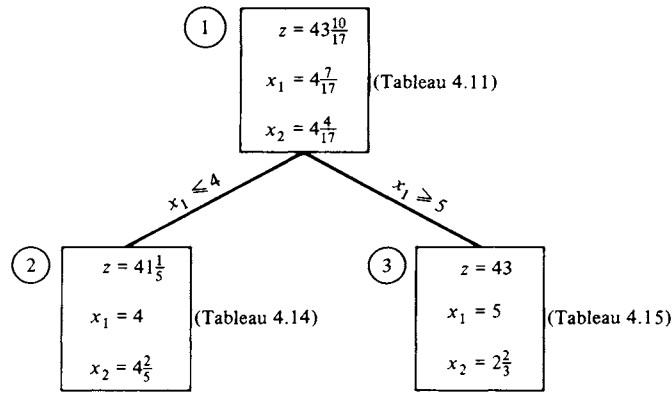 1
z = 43 10/17
x₁ = 4 7/17
(Tableau 4.11)
x₂ = 4 4/17
x₁ ≤ 4
x₁ ≥ 5
2
z = 41 1/5
x₁ = 4
(Tableau 4.14)
x₂ = 4 2/5
3
z = 43
x₁ = 5
(Tableau 4.15)
x₂ = 2 2/3